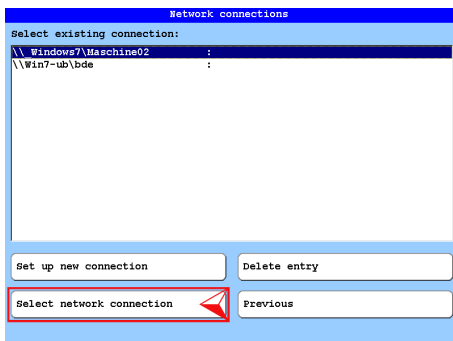 Network connections
Select existing connection:
\\_Windows7\Maschine02 :
\\Win7-ub\bde :
Set up new connection
Delete entry
Select network connection
Previous